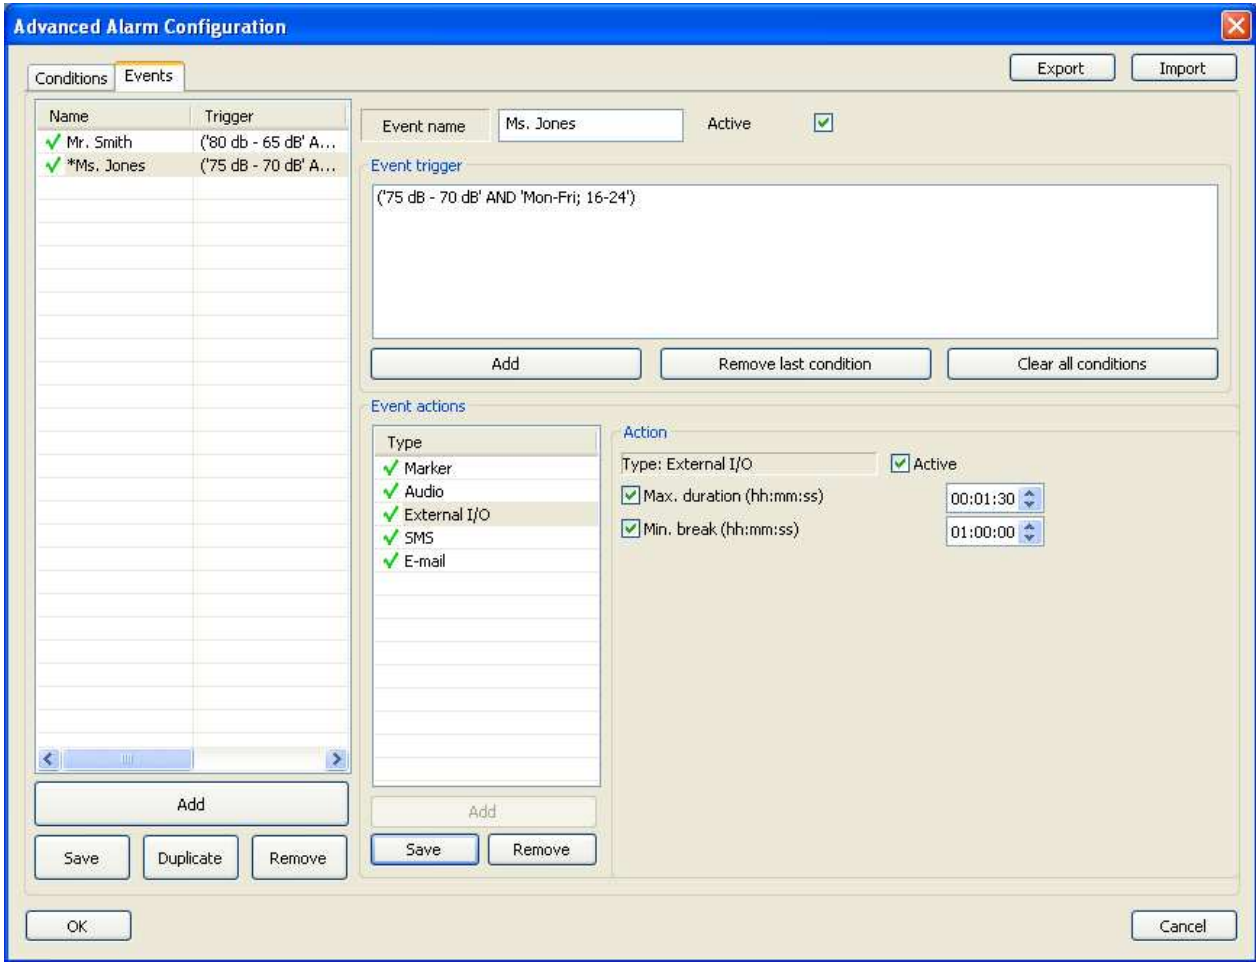 Advanced Alarm Configuration
Conditions Events Export Import
Name Trigger
Mr. Smith ('80 db - 65 dB' A...
*Ms. Jones ('75 dB - 70 dB' A...
Event name Ms. Jones Active
Event trigger
('75 dB - 70 dB' AND 'Mon-Fri; 16-24')
Add Remove last condition Clear all conditions
Event actions
Type
Marker
Audio
External I/O
SMS
E-mail
Action
Type: External I/O Active
Max. duration (hh:mm:ss) 00:01:30
Min. break (hh:mm:ss) 01:00:00
Add
Save Duplicate Remove
Add
Save Remove
OK Cancel